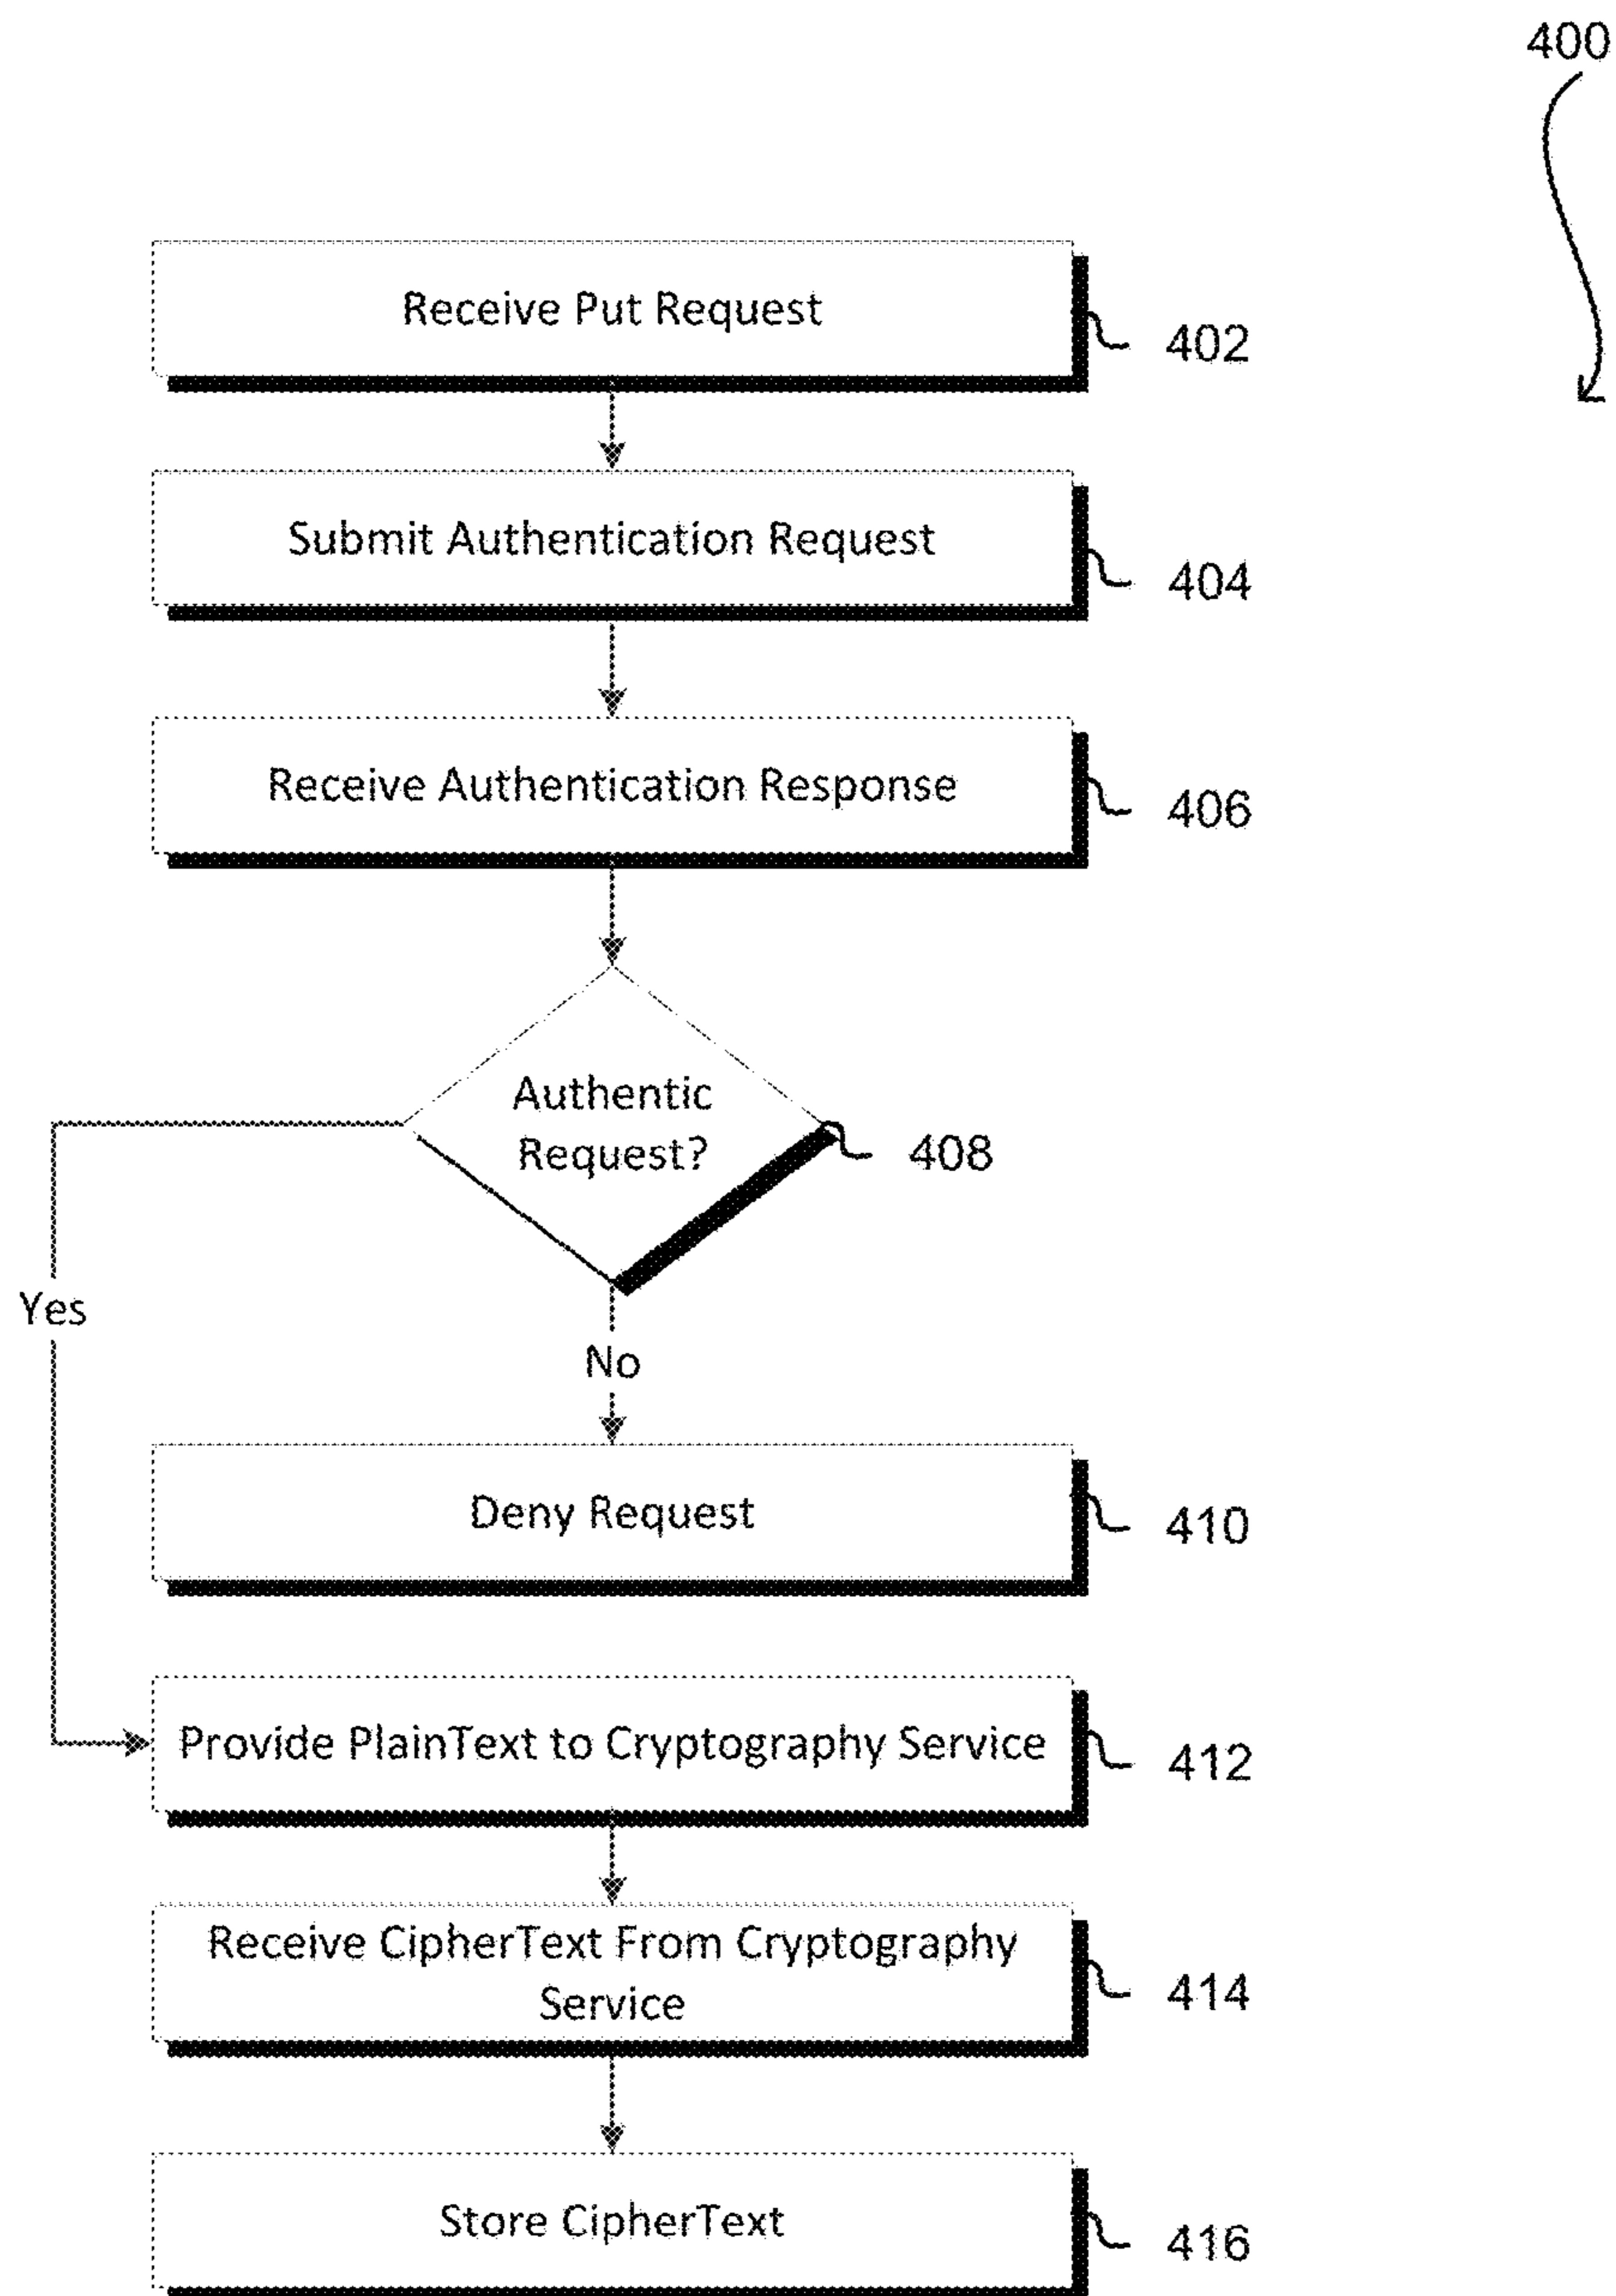 400
Receive Put Request
402
Submit Authentication Request
404
Receive Authentication Response
406
Authentic
Request?
408
Yes
No
Deny Request
410
Provide PlainText to Cryptography Service
412
Receive CipherText From Cryptography
Service
414
Store CipherText
416